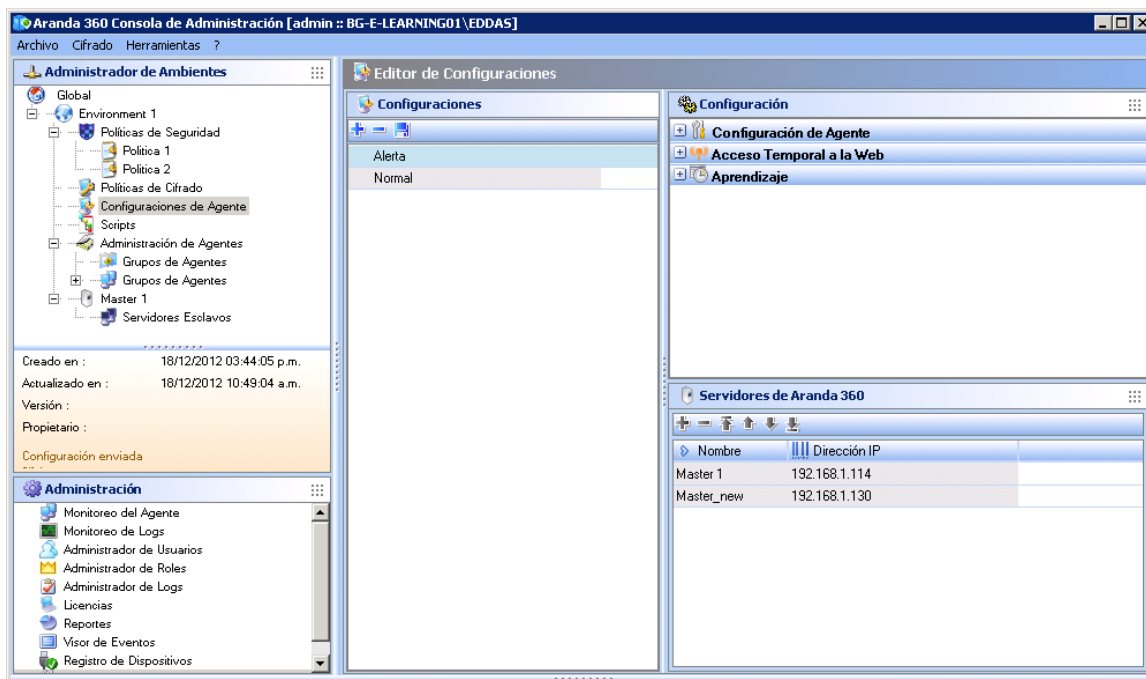 Aranda 360 Consola de Administración [admin :: BG-E-LEARNING01\EDDAS]
Archivo Cifrado Herramientas ?
Administrador de Ambientes
Global
Environment 1
Políticas de Seguridad
Politica 1
Politica 2
Políticas de Cifrado
Configuraciones de Agente
Scripts
Administración de Agentes
Grupos de Agentes
Grupos de Agentes
Master 1
Servidores Esclavos
Creado en : 18/12/2012 03:44:05 p.m.
Actualizado en : 18/12/2012 10:49:04 a.m.
Versión :
Propietario :
Configuración enviada
Administración
Monitoreo del Agente
Monitoreo de Logs
Administrador de Usuarios
Administrador de Roles
Administrador de Logs
Licencias
Reportes
Visor de Eventos
Registro de Dispositivos
Editor de Configuraciones
Configuraciones
Alerta
Normal
Configuración
Configuración de Agente
Acceso Temporal a la Web
Aprendizaje
Servidores de Aranda 360
Nombre Dirección IP
Master 1 192.168.1.114
Master_new 192.168.1.130